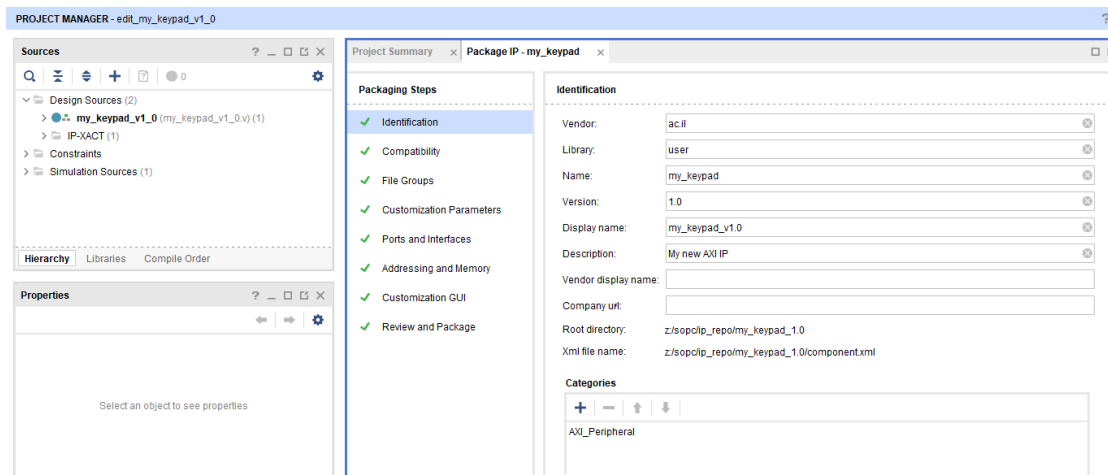 PROJECT MANAGER - edit_my_keypad_v1_0
?
Sources
? _ X
0
Design Sources (2)
my_keypad_v1_0 (my_keypad_v1_0.v) (1)
IP-XACT (1)
Constraints
Simulation Sources (1)
Hierarchy Libraries Compile Order
Properties
? _ X
Select an object to see properties
Project Summary x Package IP - my_keypad x
Packaging Steps
Identification
Compatibility
File Groups
Customization Parameters
Ports and Interfaces
Addressing and Memory
Customization GUI
Review and Package
Identification
Vendor: ac.il
Library: user
Name: my_keypad
Version: 1.0
Display name: my_keypad_v1.0
Description: My new AXI IP
Vendor display name:
Company url:
Root directory: z:/sopc/ip_repo/my_keypad_1.0
Xml file name: z:/sopc/ip_repo/my_keypad_1.0/component.xml
Categories
AXI_Peripheral